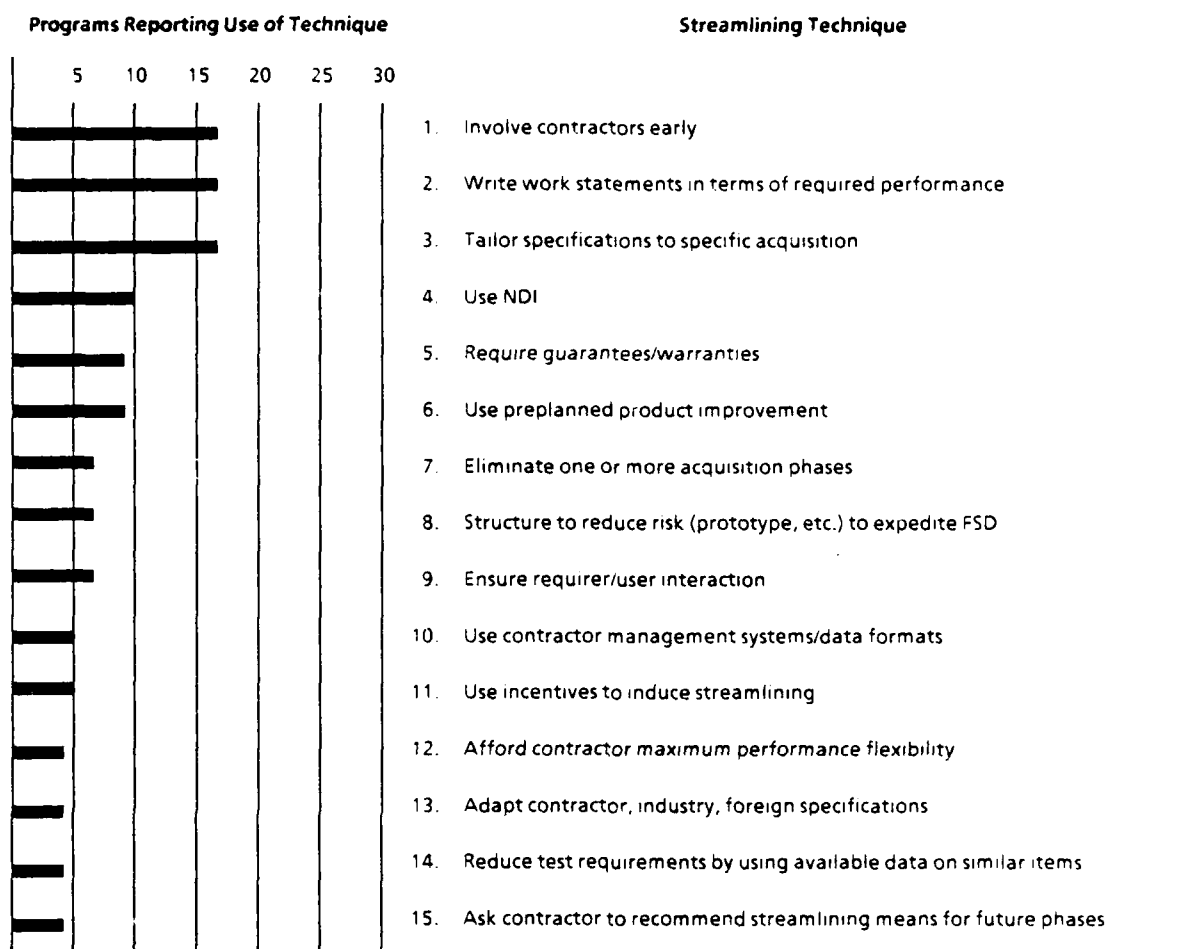 Programs Reporting Use of Technique Streamlining Technique
5 10 15 20 25 30
1. Involve contractors early
2. Write work statements in terms of required performance
3. Tailor specifications to specific acquisition
4. Use NDI
5. Require guarantees/warranties
6. Use preplanned product improvement
7. Eliminate one or more acquisition phases
8. Structure to reduce risk (prototype, etc.) to expedite FSD
9. Ensure requirer/user interaction
10. Use contractor management systems/data formats
11. Use incentives to induce streamlining
12. Afford contractor maximum performance flexibility
13. Adapt contractor, industry, foreign specifications
14. Reduce test requirements by using available data on similar items
15. Ask contractor to recommend streamlining means for future phases